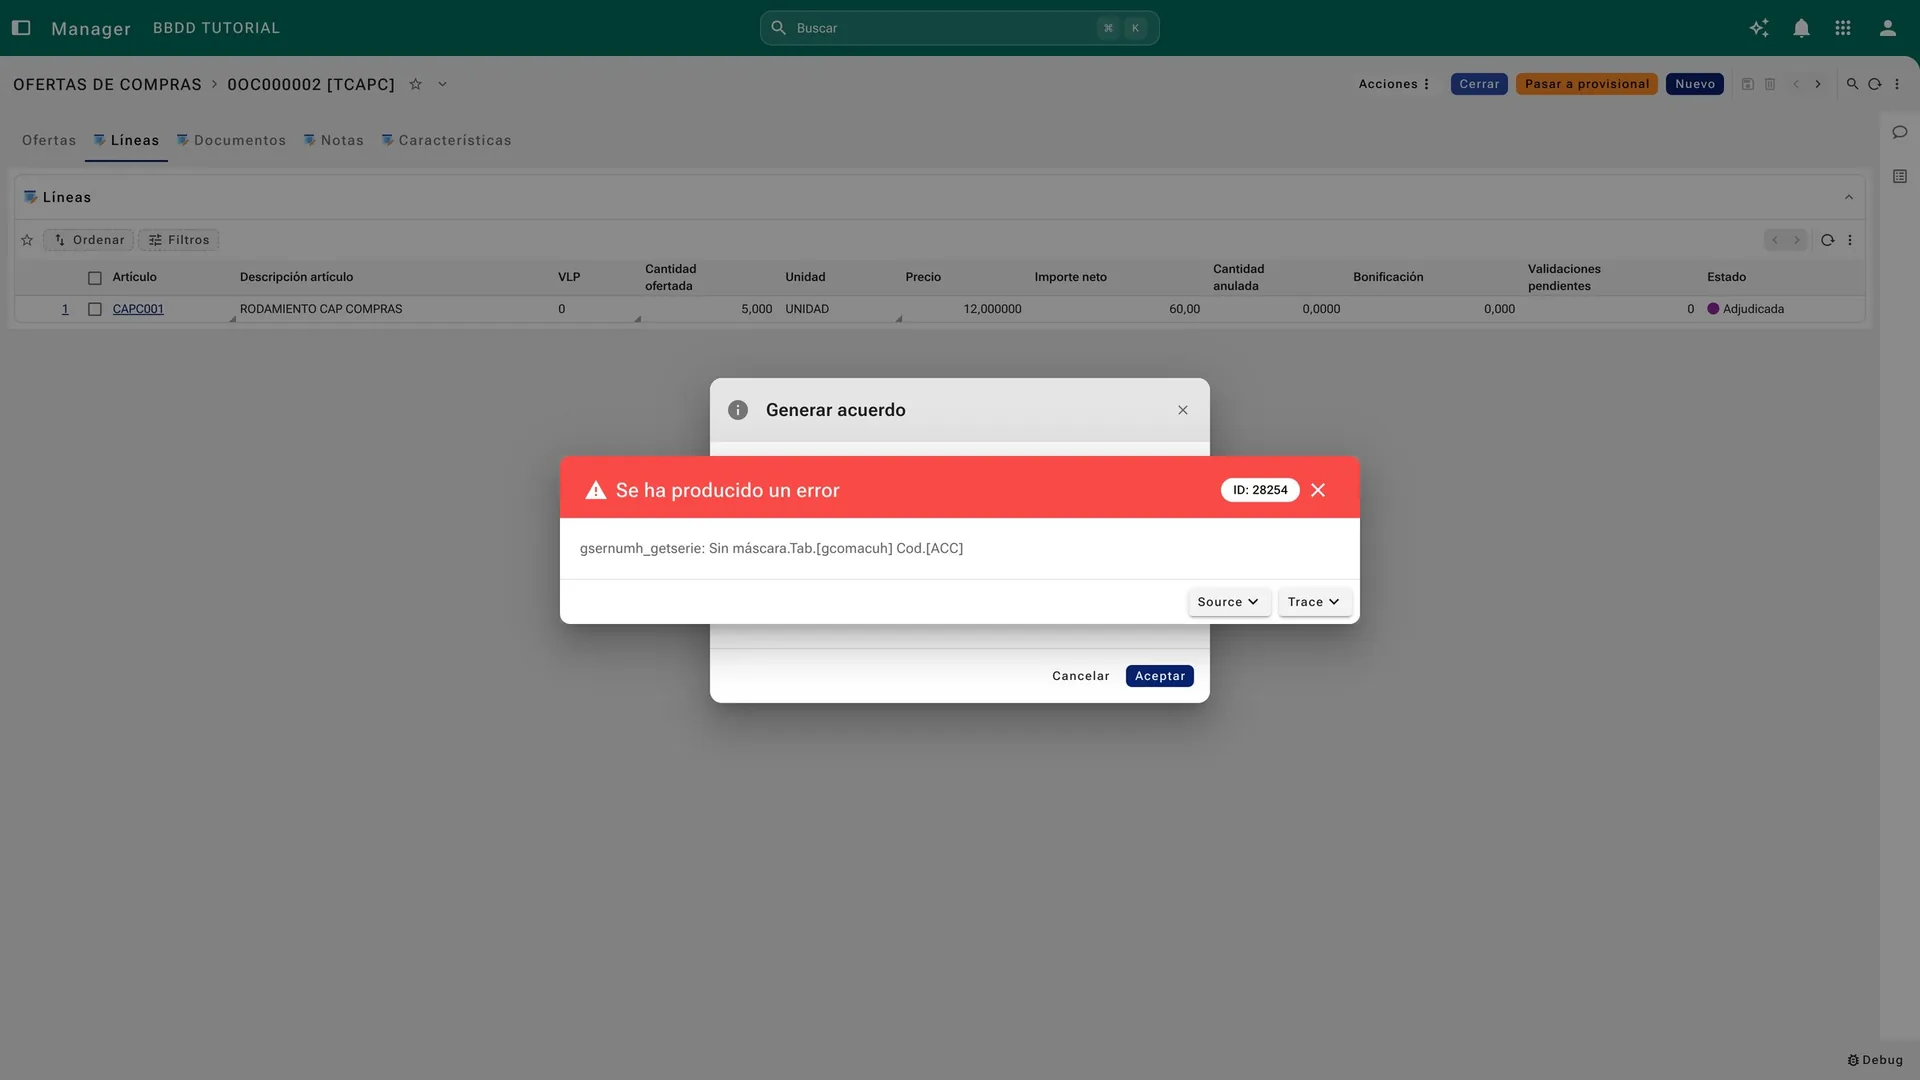 Manager
BBDD TUTORIAL
Buscar
⌘ K
OFERTAS DE COMPRAS › 0OC000002 [TCAPC]
Acciones
Cerrar
Pasar a provisional
Nuevo
Ofertas
Líneas
Documentos
Notas
Características
Líneas
Ordenar
Filtros
Artículo
Descripción artículo
VLP
Cantidad ofertada
Unidad
Precio
Importe neto
Cantidad anulada
Bonificación
Validaciones pendientes
Estado
1 CAPC001 RODAMIENTO CAP COMPRAS 0 5,000 UNIDAD 12,000000 60,00 0,0000 0,000 0 Adjudicada
Generar acuerdo
Se ha producido un error
ID: 28254
gsernumh_getserie: Sin máscara.Tab.[gcomacuh] Cod.[ACC]
Source
Trace
Cancelar
Aceptar
Debug